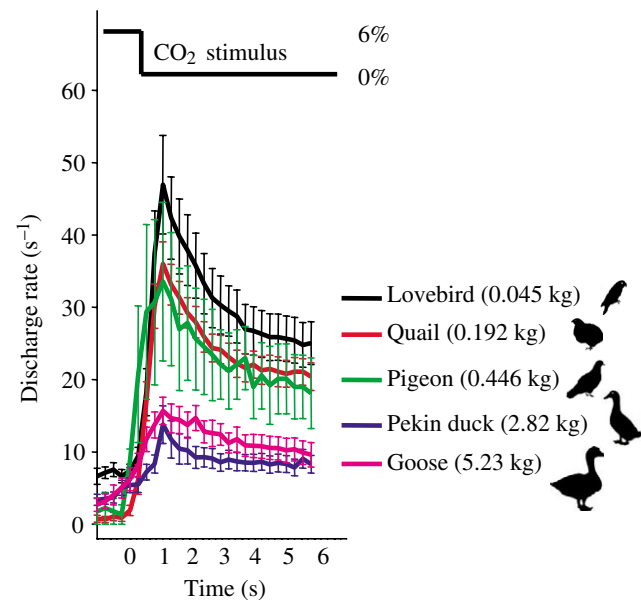 6%
CO₂ stimulus
0%
60
50
40
30
20
10
0
Discharge rate (s⁻¹)
0 1 2 3 4 5 6
Time (s)
Lovebird (0.045 kg)
Quail (0.192 kg)
Pigeon (0.446 kg)
Pekin duck (2.82 kg)
Goose (5.23 kg)